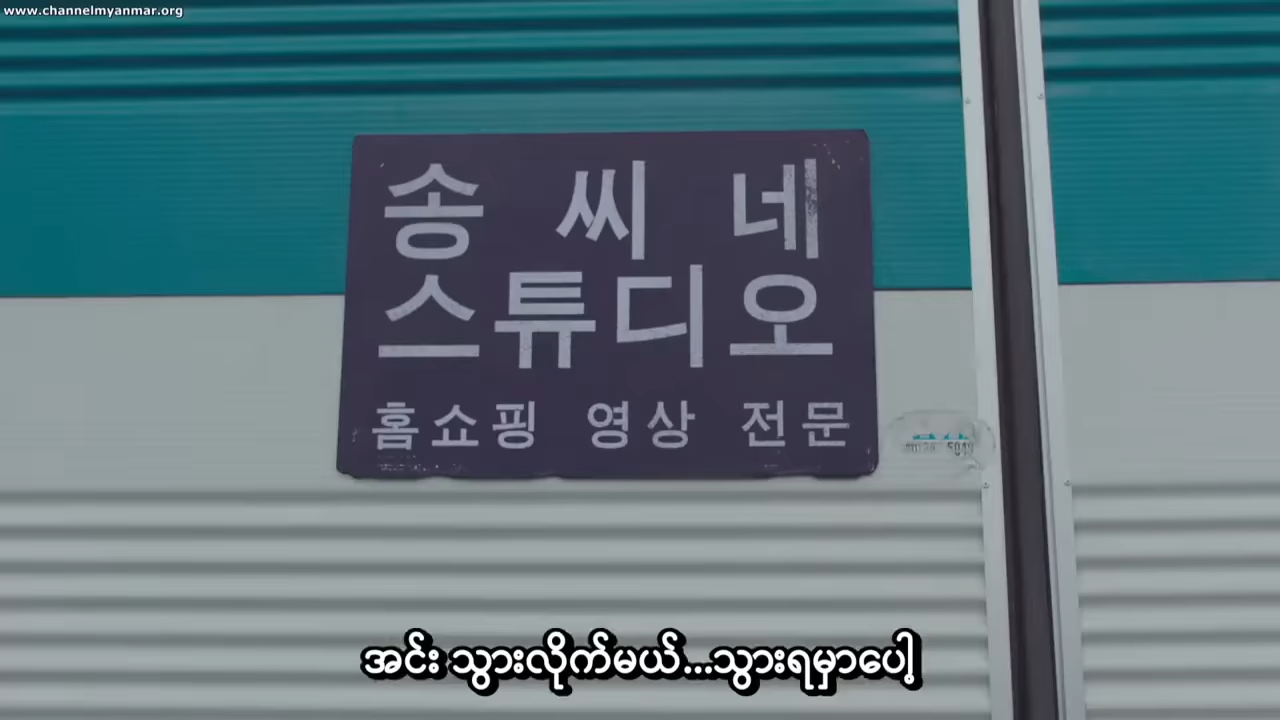 www.channelmyanmar.org
송 씨 네
스튜디오
홈쇼핑 영상 전문
အင်း သွားလိုက်မယ်...သွားရမှာပေါ့